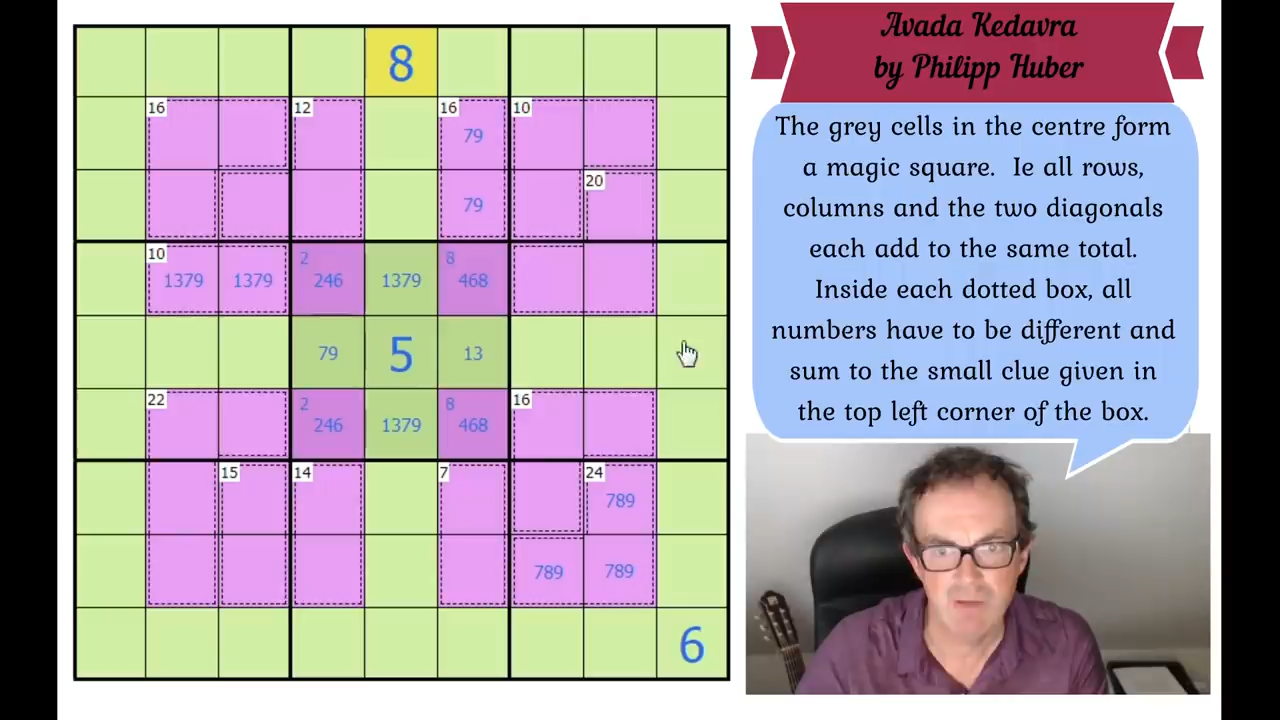 Avada Kedavra
by Philipp Huber
The grey cells in the centre form
a magic square. Ie all rows,
columns and the two diagonals
each add to the same total.
Inside each dotted box, all
numbers have to be different and
sum to the small clue given in
the top left corner of the box.
8
16 12 16 10
79
20
79
10 2 8
1379 1379 246 1379 468
79 5 13
22 2 8 16
246 1379 468
15 14 7 24
789
789 789
6